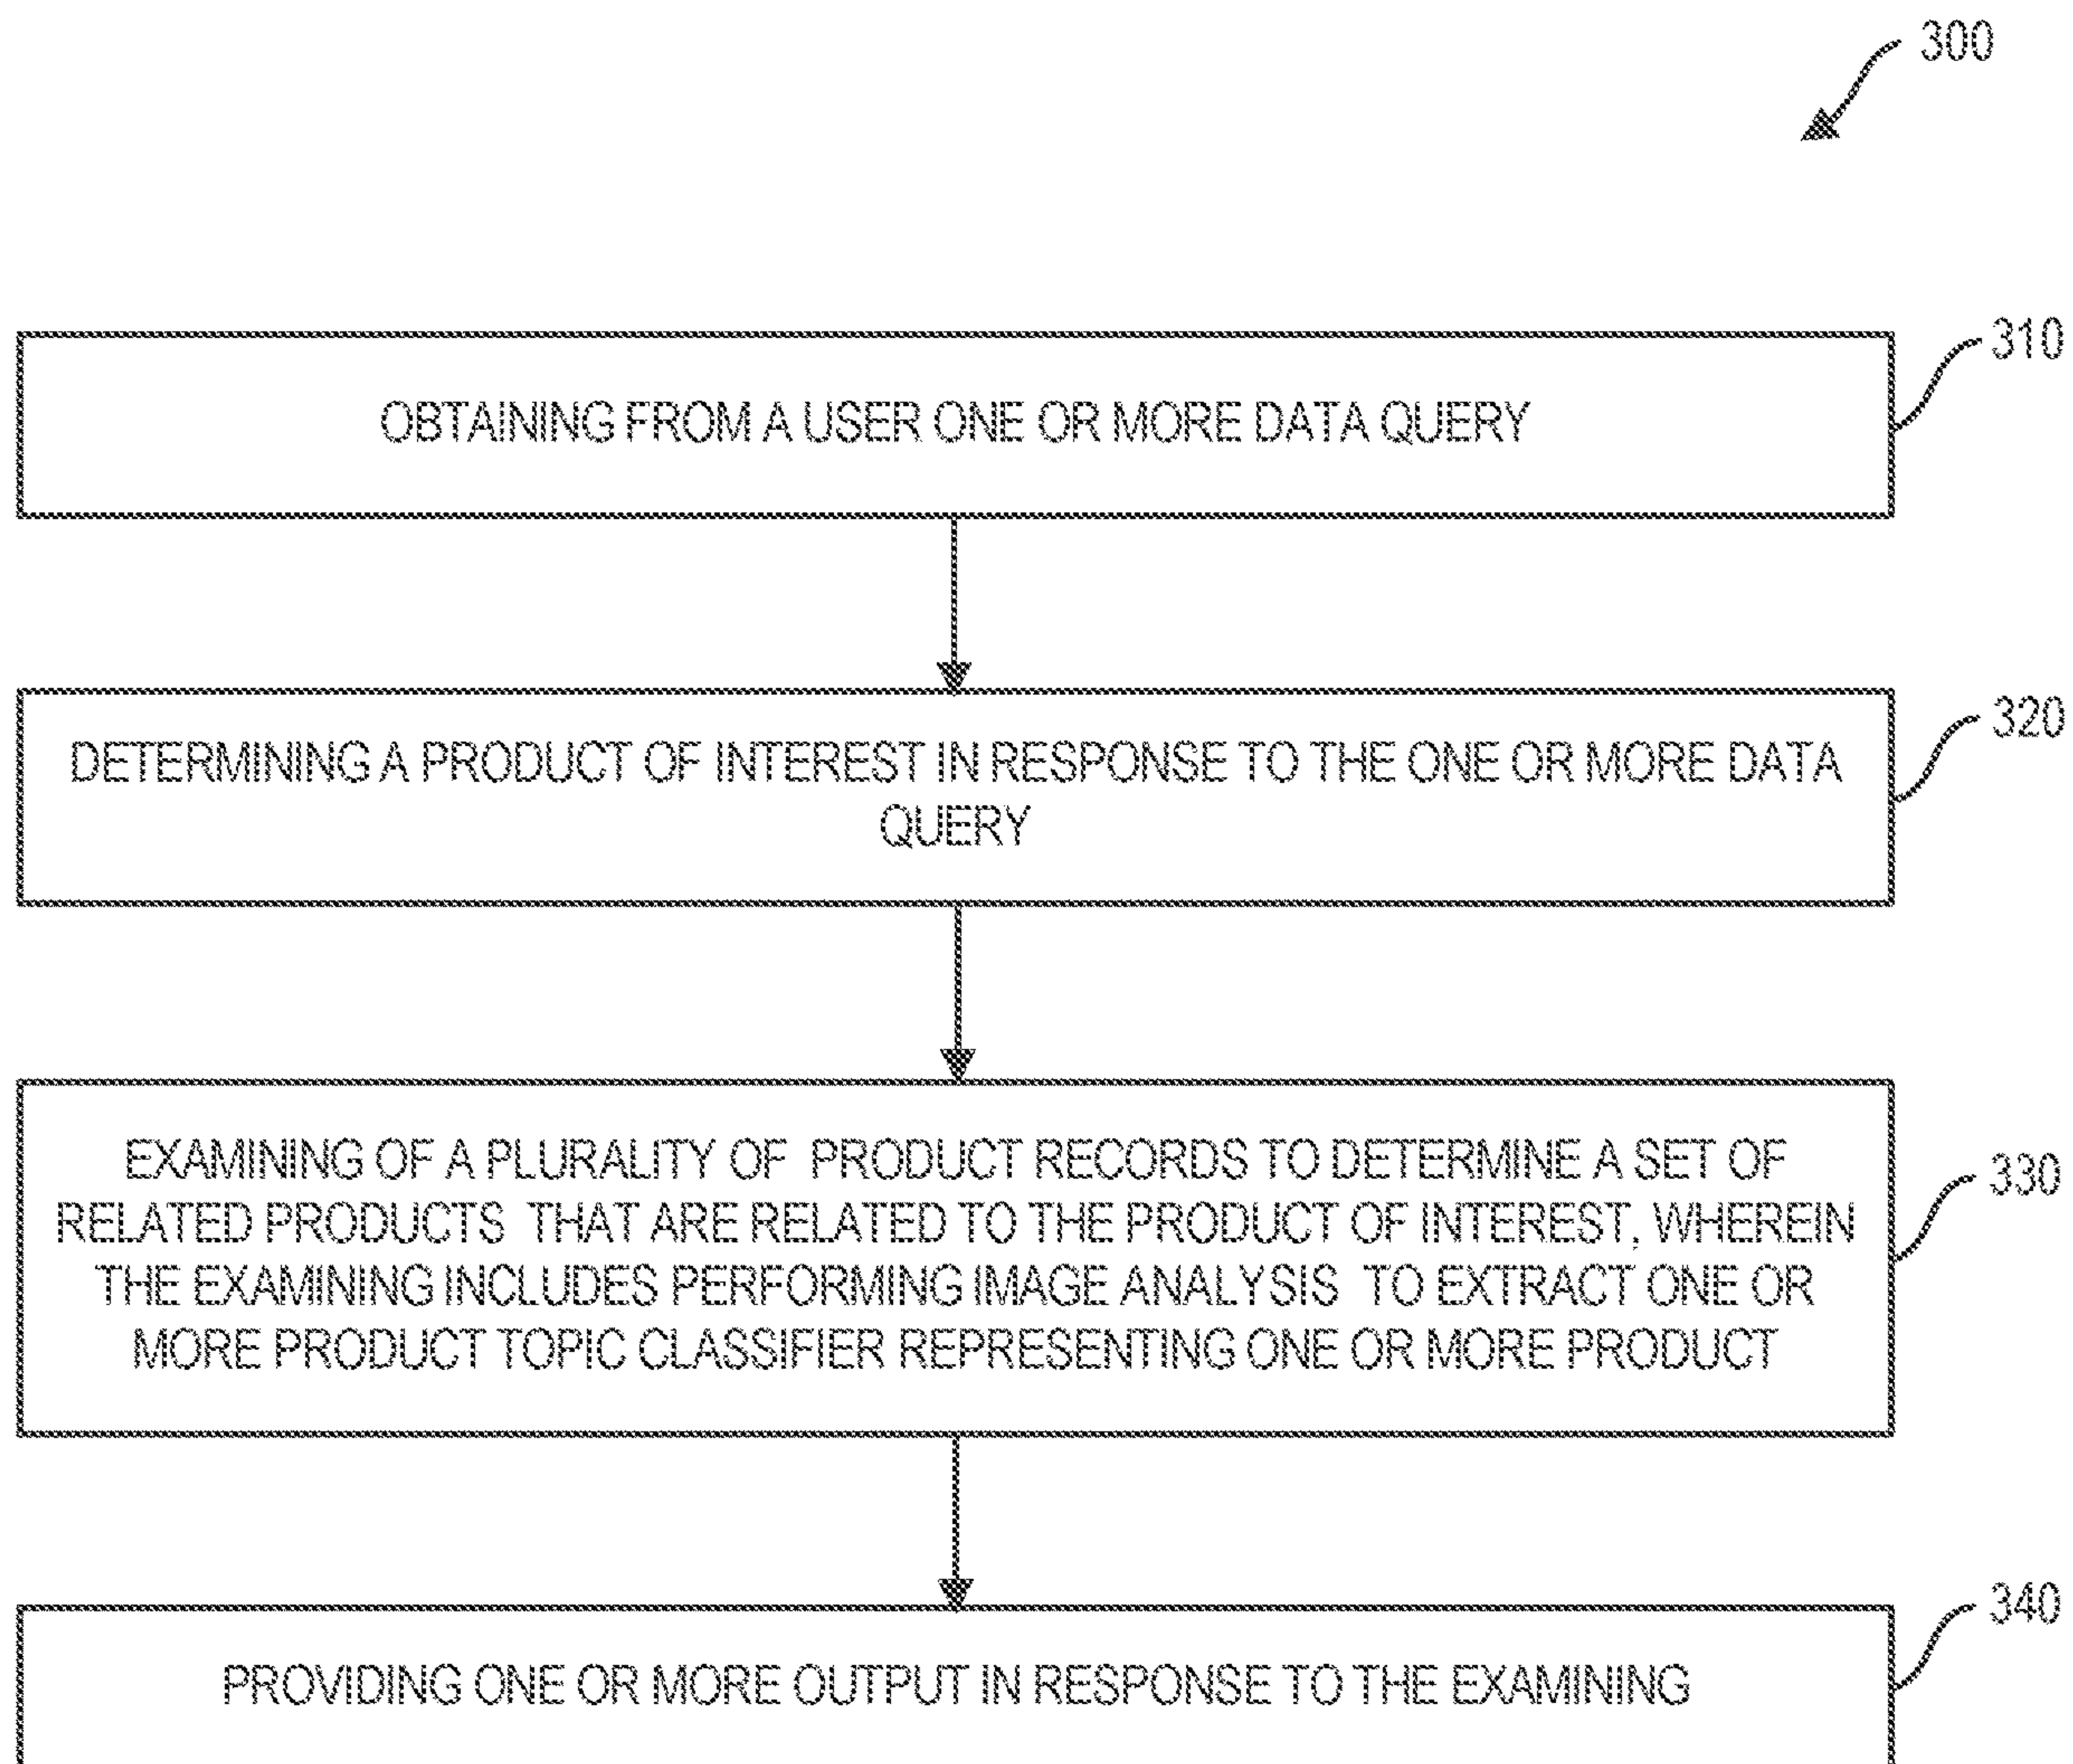 300
310
OBTAINING FROM A USER ONE OR MORE DATA QUERY
320
DETERMINING A PRODUCT OF INTEREST IN RESPONSE TO THE ONE OR MORE DATA
QUERY
330
EXAMINING OF A PLURALITY OF PRODUCT RECORDS TO DETERMINE A SET OF
RELATED PRODUCTS THAT ARE RELATED TO THE PRODUCT OF INTEREST, WHEREIN
THE EXAMINING INCLUDES PERFORMING IMAGE ANALYSIS TO EXTRACT ONE OR
MORE PRODUCT TOPIC CLASSIFIER REPRESENTING ONE OR MORE PRODUCT
340
PROVIDING ONE OR MORE OUTPUT IN RESPONSE TO THE EXAMINING